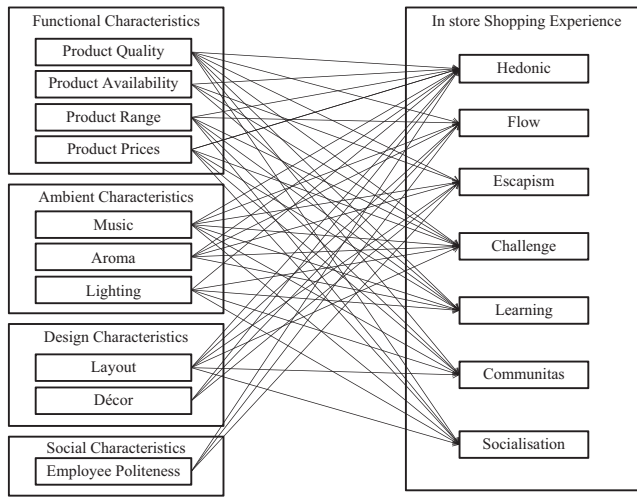 Functional Characteristics
Product Quality
Product Availability
Product Range
Product Prices
Ambient Characteristics
Music
Aroma
Lighting
Design Characteristics
Layout
Décor
Social Characteristics
Employee Politeness
In store Shopping Experience
Hedonic
Flow
Escapism
Challenge
Learning
Communitas
Socialisation